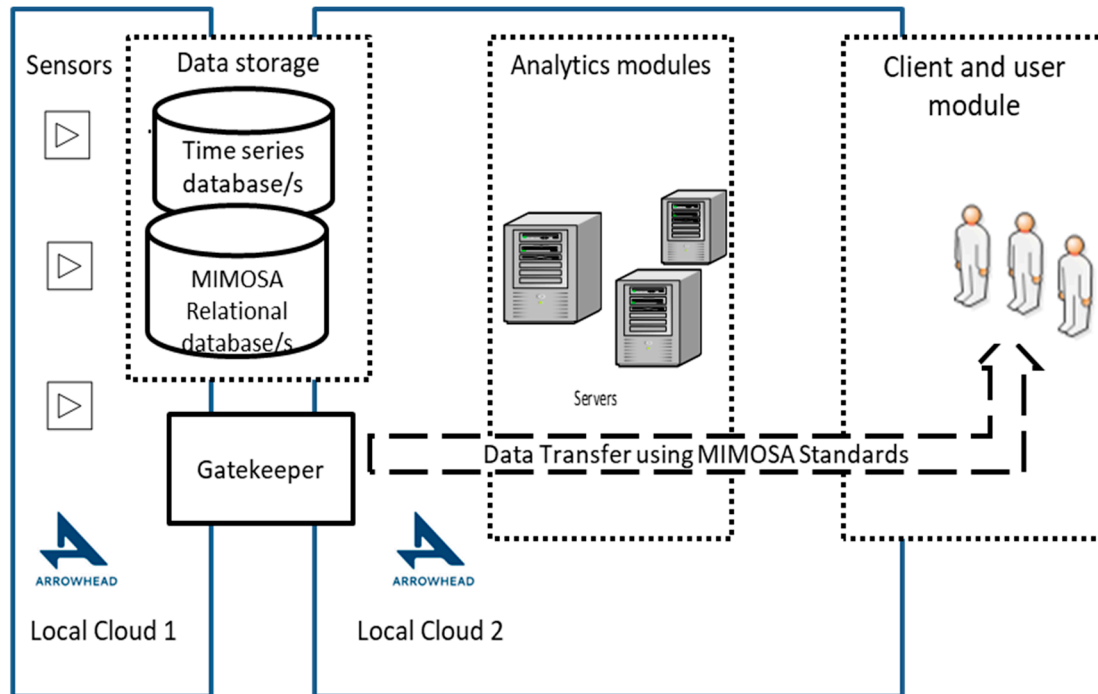 Sensors
Data storage
Time series
database/s
MIMOSA
Relational
database/s
Analytics modules
Servers
Client and user
module
Gatekeeper
Data Transfer using MIMOSA Standards
ARROWHEAD
Local Cloud 1
ARROWHEAD
Local Cloud 2